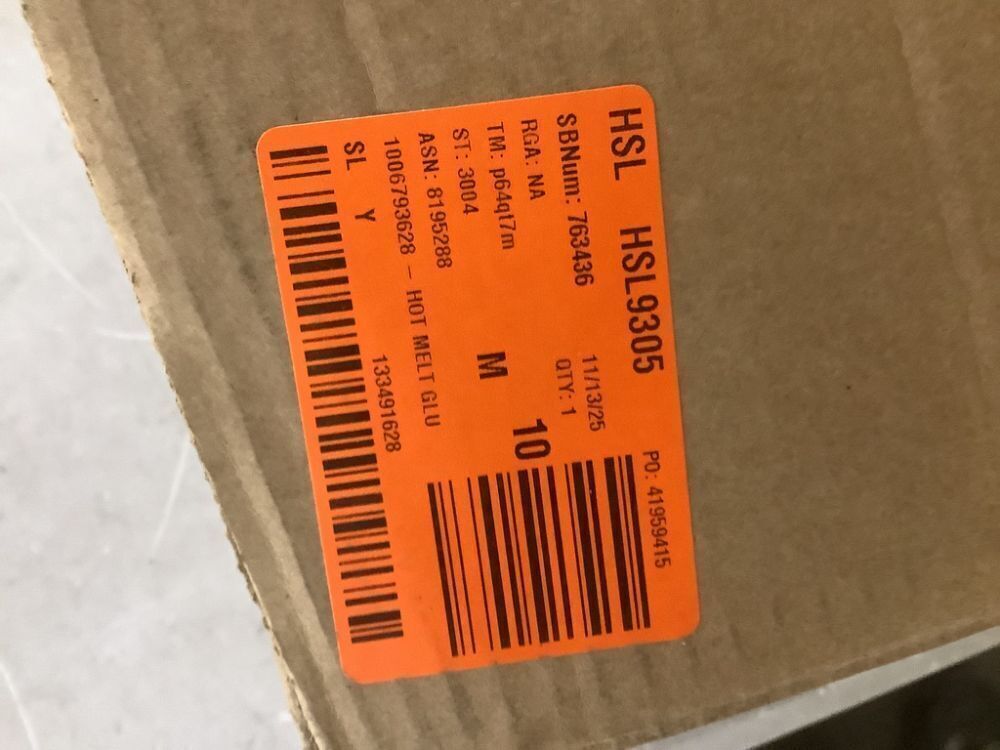 HSL HSL9305
PO: 41959415
SBNum: 763436 11/13/25
RGA: NA QTY: 1
TM: p64qt7m 10
ST: 3004 M
ASN: 8195288
1006793628 - HOT MELT GLU
SL Y 133491628